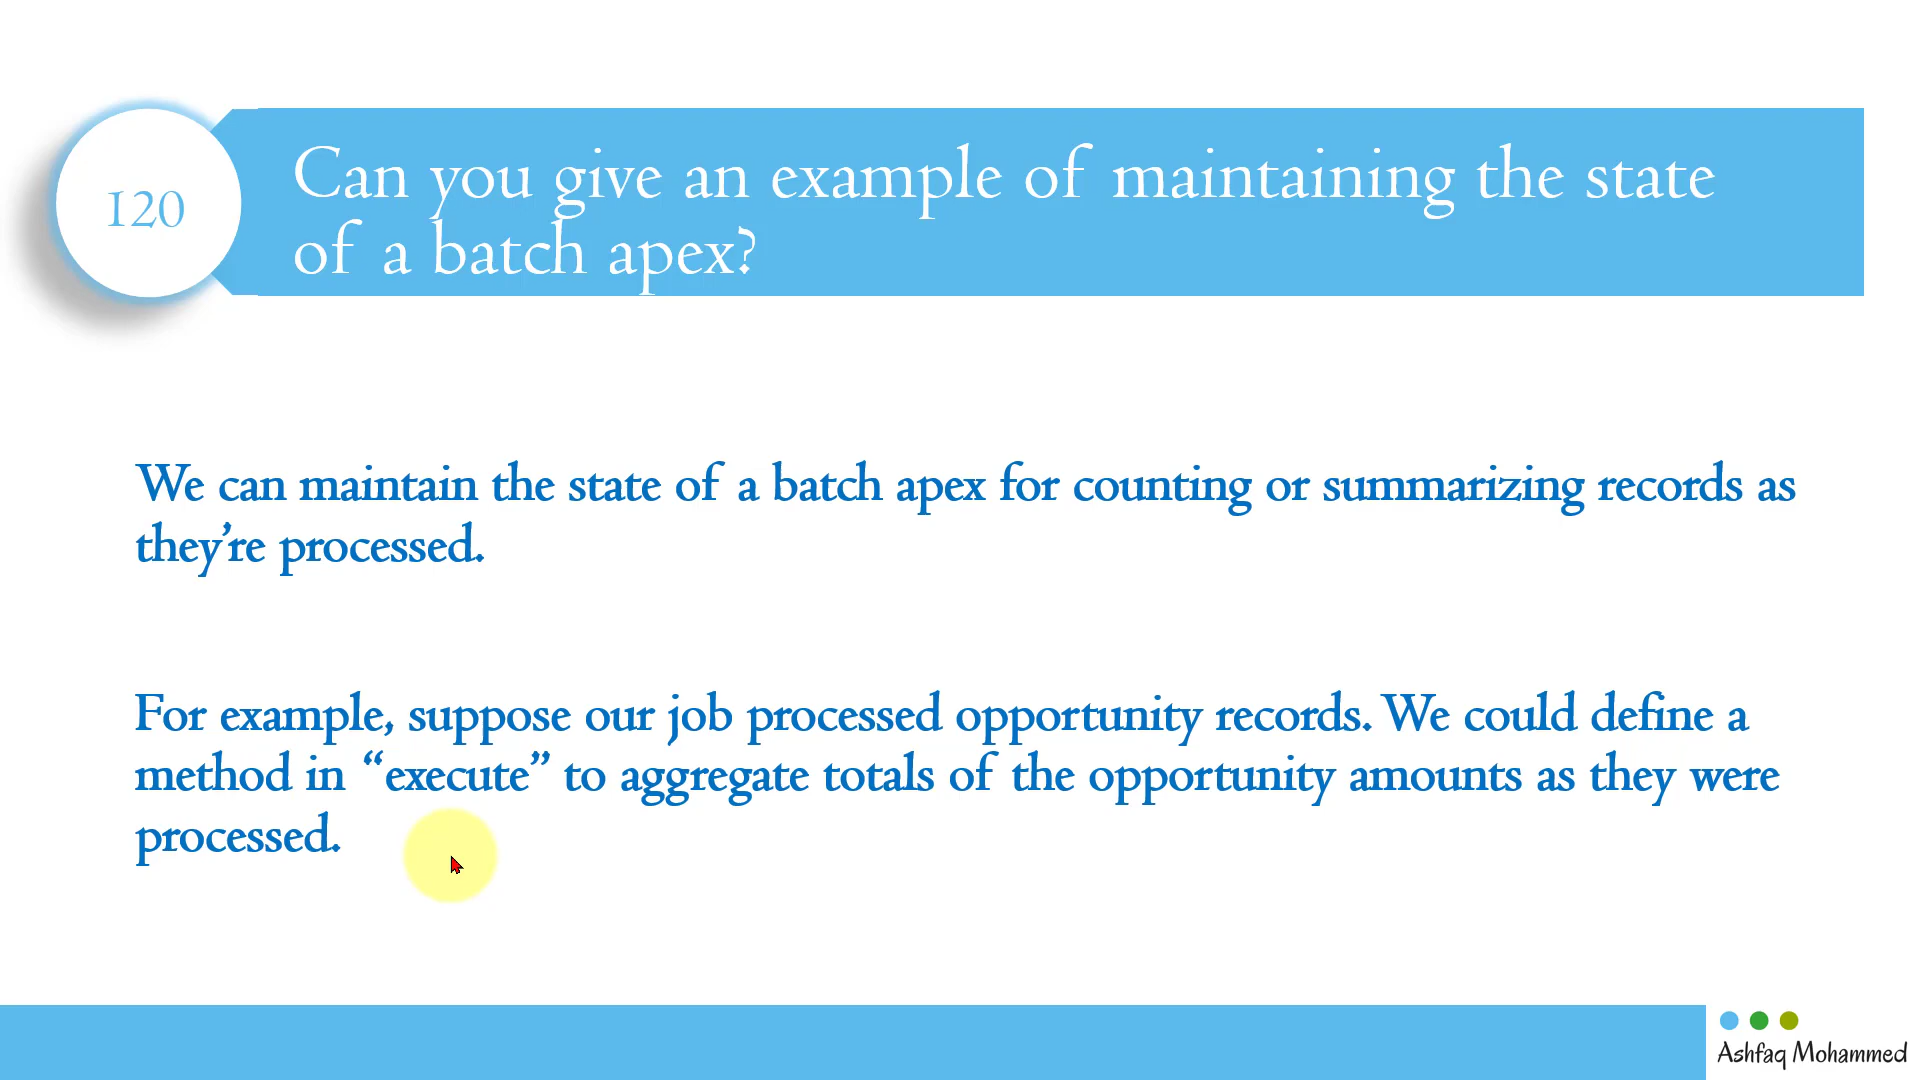 120
Can you give an example of maintaining the state
of a batch apex?
We can maintain the state of a batch apex for counting or summarizing records as
they’re processed.
For example, suppose our job processed opportunity records. We could define a
method in “execute” to aggregate totals of the opportunity amounts as they were
processed.
Ashfaq Mohammed